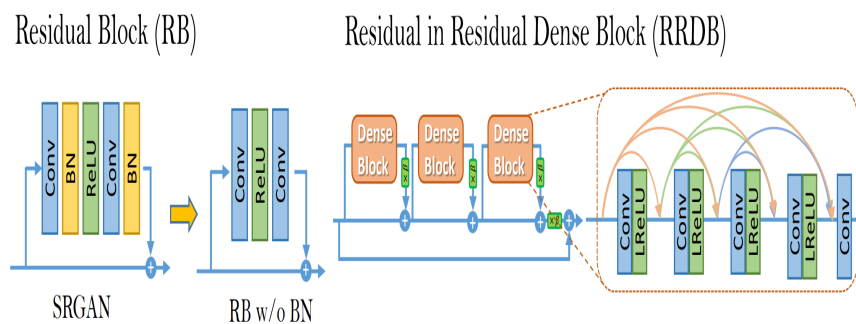 Residual Block (RB)
Residual in Residual Dense Block (RRDB)
Conv
BN
ReLU
Conv
BN
+
SRGAN
Conv
ReLU
Conv
+
RB w/o BN
Dense
Block
×β
+
Dense
Block
×β
+
Dense
Block
×β
+
×β
+
Conv
LReLU
Conv
LReLU
Conv
LReLU
Conv
LReLU
Conv